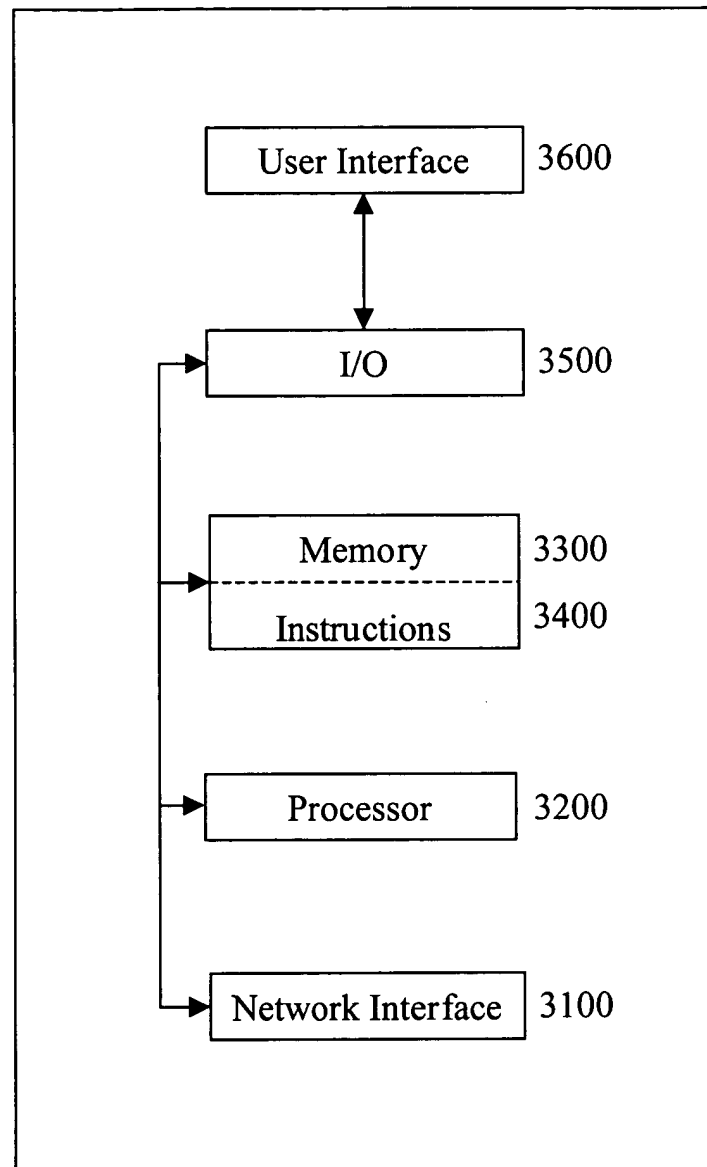 User Interface 3600
I/O 3500
Memory 3300
Instructions 3400
Processor 3200
Network Interface 3100